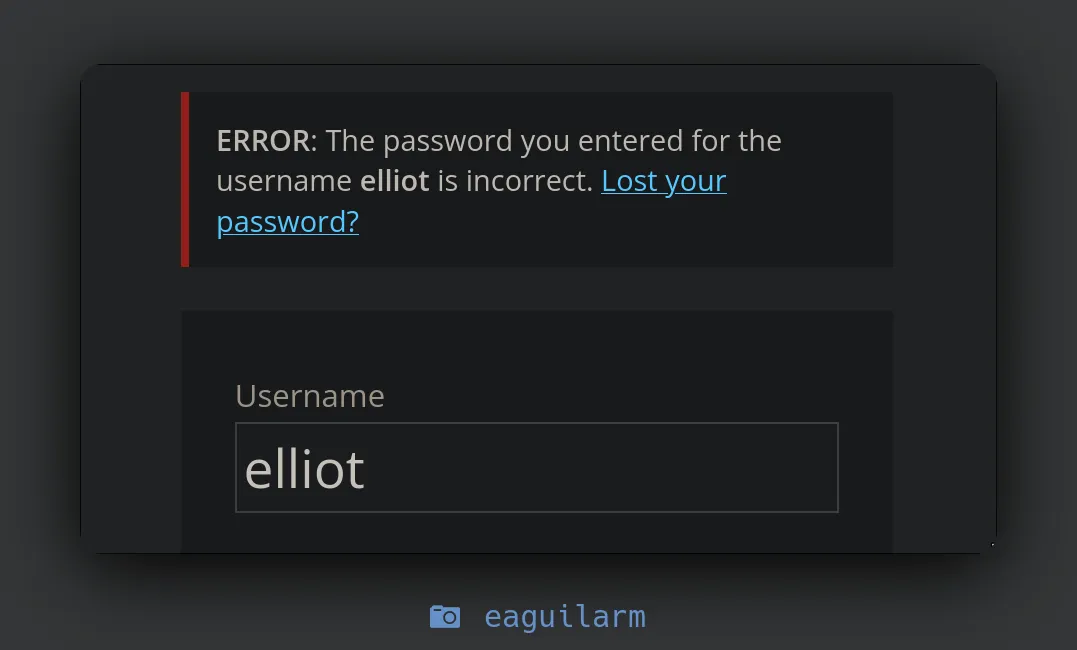 ERROR: The password you entered for the
username elliot is incorrect. Lost your
password?
Username
elliot
eaguilarm